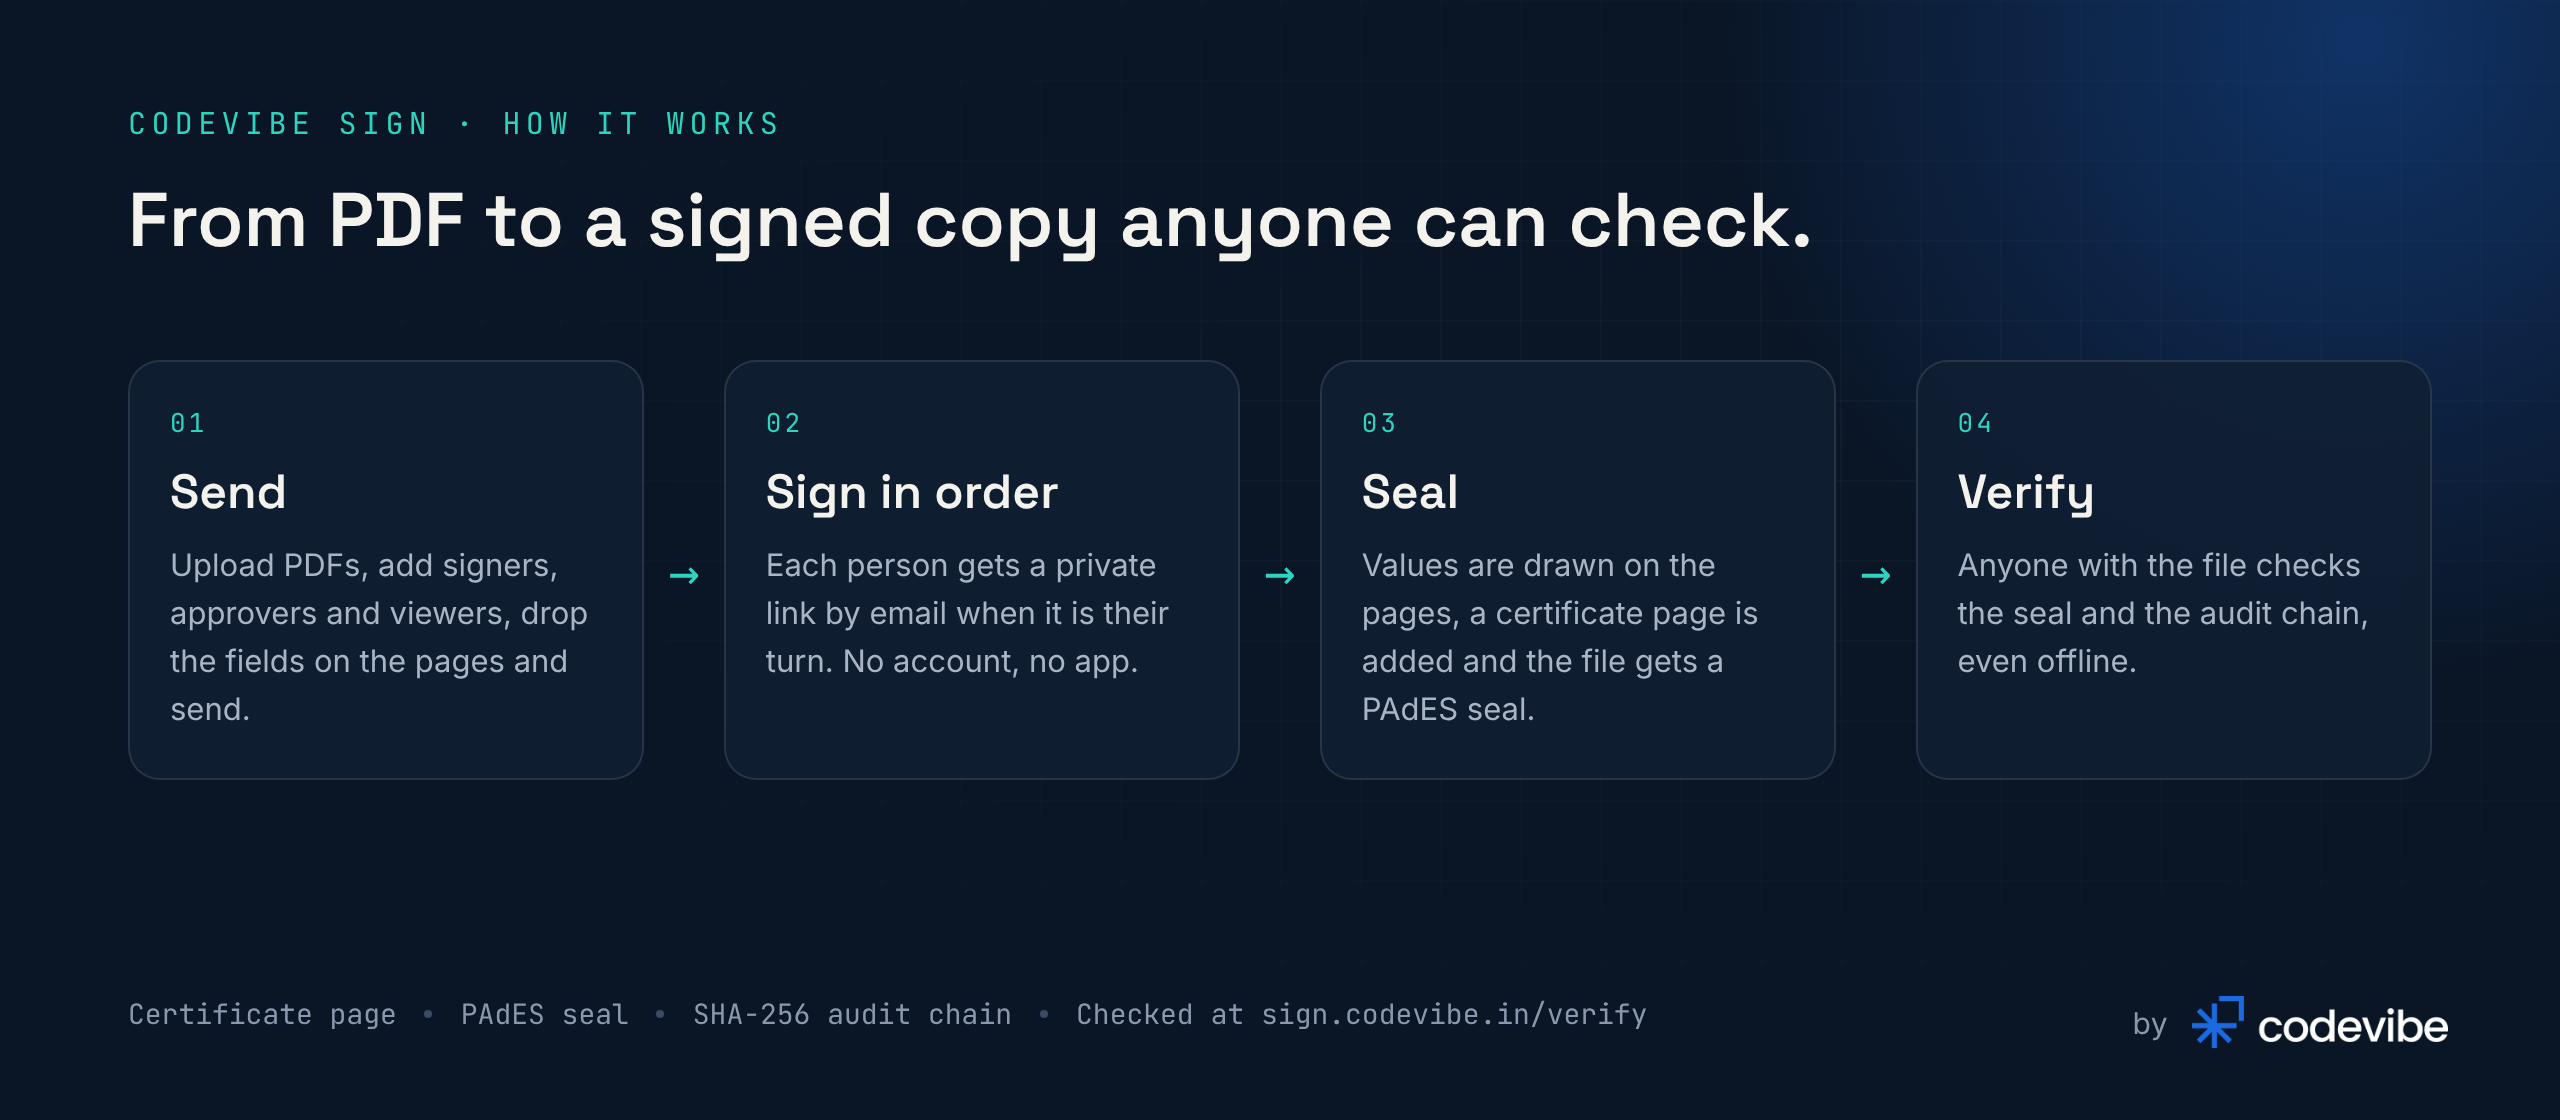 CODEVIBE SIGN · HOW IT WORKS
From PDF to a signed copy anyone can check.
01
Send
Upload PDFs, add signers,
approvers and viewers, drop
the fields on the pages and
send.
→
02
Sign in order
Each person gets a private
link by email when it is their
turn. No account, no app.
→
03
Seal
Values are drawn on the
pages, a certificate page is
added and the file gets a
PAdES seal.
→
04
Verify
Anyone with the file checks
the seal and the audit chain,
even offline.
Certificate page • PAdES seal • SHA-256 audit chain • Checked at sign.codevibe.in/verify
by codevibe